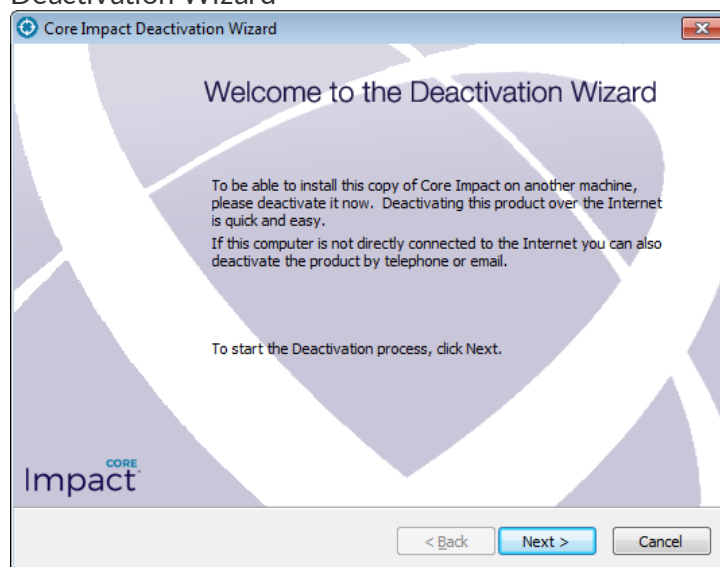 Deactivation Wizard
Core Impact Deactivation Wizard
Welcome to the Deactivation Wizard
To be able to install this copy of Core Impact on another machine,
please deactivate it now.  Deactivating this product over the Internet
is quick and easy.
If this computer is not directly connected to the Internet you can also
deactivate the product by telephone or email.
To start the Deactivation process, click Next.
CORE
Impact
< Back
Next >
Cancel